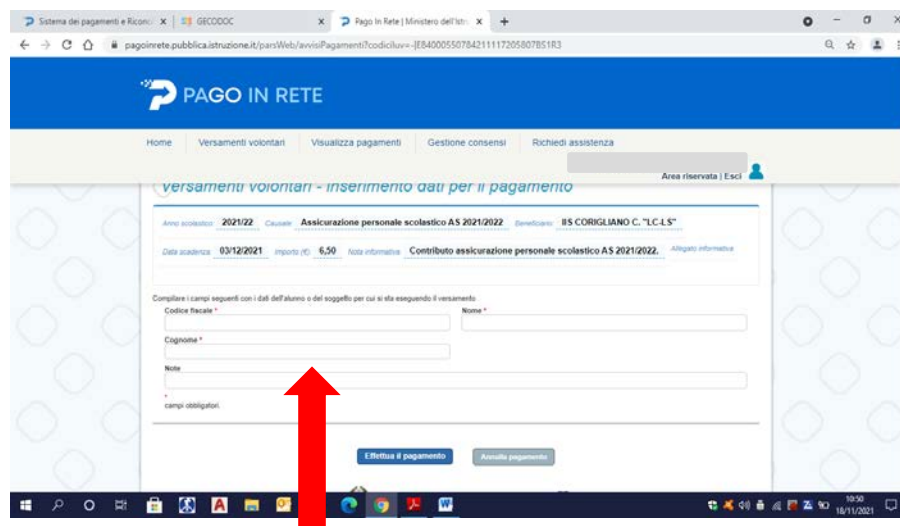 Sistema dei pagamenti e Riconci
GECODOC
Pago In Rete | Ministero dell'Istr
pagoinrete.pubblica.istruzione.it/parsWeb/avvisiPagamenti?codiceIuv=
PAGO IN RETE
Home Versamenti volontari Visualizza pagamenti Gestione consensi Richiedi assistenza
Area riservata | Esci
Versamenti volontari - Inserimento dati per il pagamento
Anno scolastico: 2021/22 Causale: Assicurazione personale scolastico AS 2021/2022 Beneficiario: IIS CORIGLIANO C. "LC-LS"
Data scadenza: 03/12/2021 Importo (€): 6,50 Nota informativa: Contributo assicurazione personale scolastico AS 2021/2022. Allegato informativa
Compilare i campi seguenti con i dati dell'alunno o del soggetto per cui si sta eseguendo il versamento
Codice fiscale * Nome *
Cognome *
Note
*
campi obbligatori.
Effettua il pagamento Annulla pagamento
10:50
18/11/2021